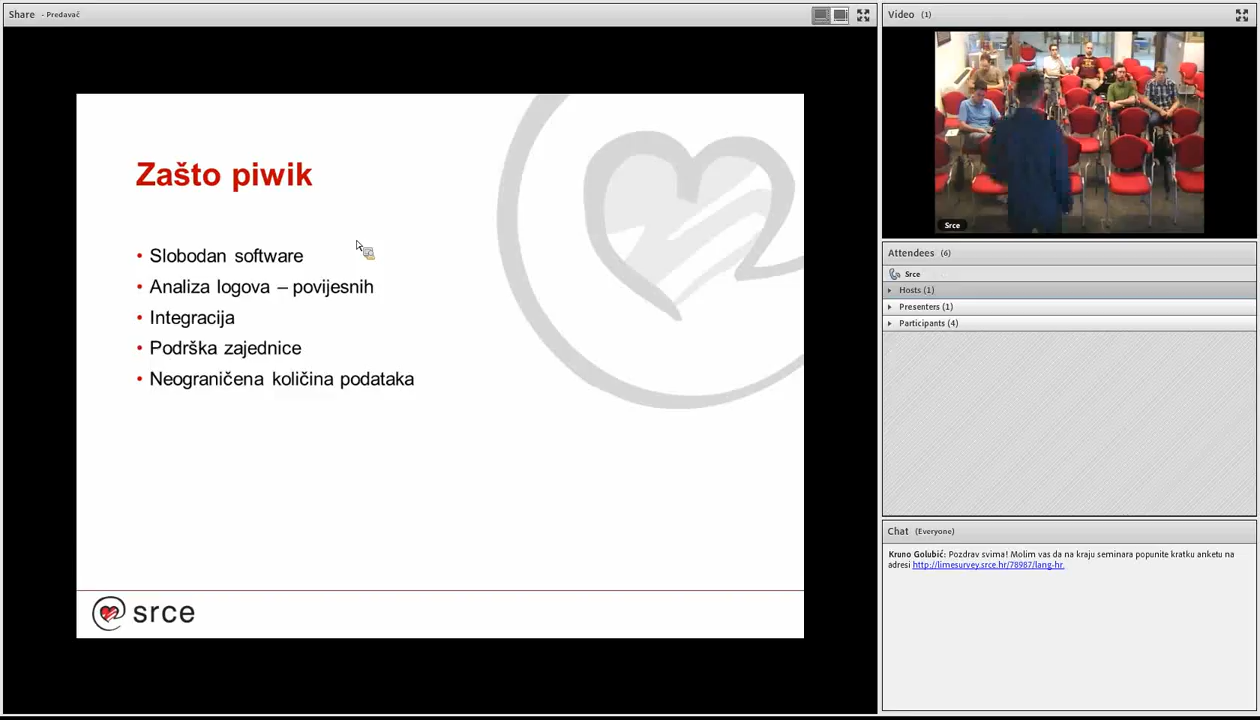 Share - Predavač
Zašto piwik
• Slobodan software
• Analiza logova – povijesnih
• Integracija
• Podrška zajednice
• Neograničena količina podataka
srce
Video (1)
Srce
Attendees (6)
Srce
Hosts (1)
Presenters (1)
Participants (4)
Chat (Everyone)
Kruno Golubić: Pozdrav svima! Molim vas da na kraju seminara popunite kratku anketu na
adresi http://limesurvey.srce.hr/78987/lang-hr.